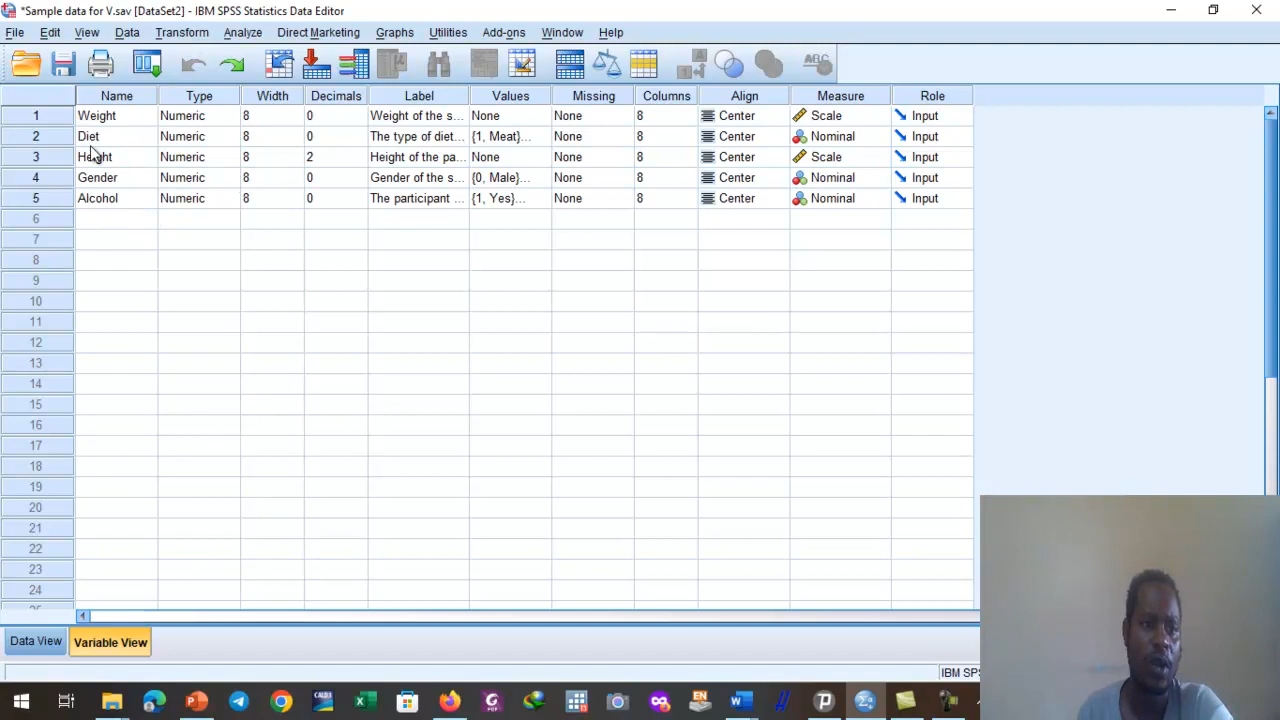 *Sample data for V.sav [DataSet2] - IBM SPSS Statistics Data Editor
File Edit View Data Transform Analyze Direct Marketing Graphs Utilities Add-ons Window Help
Name Type Width Decimals Label Values Missing Columns Align Measure Role
1 Weight Numeric 8 0 Weight of the s... None None 8 Center Scale Input
2 Diet Numeric 8 0 The type of diet... {1, Meat}... None 8 Center Nominal Input
3 Height Numeric 8 2 Height of the pa... None None 8 Center Scale Input
4 Gender Numeric 8 0 Gender of the s... {0, Male}... None 8 Center Nominal Input
5 Alcohol Numeric 8 0 The participant ... {1, Yes}... None 8 Center Nominal Input
6
7
8
9
10
11
12
13
14
15
16
17
18
19
20
21
22
23
24
Data View Variable View
IBM SPS